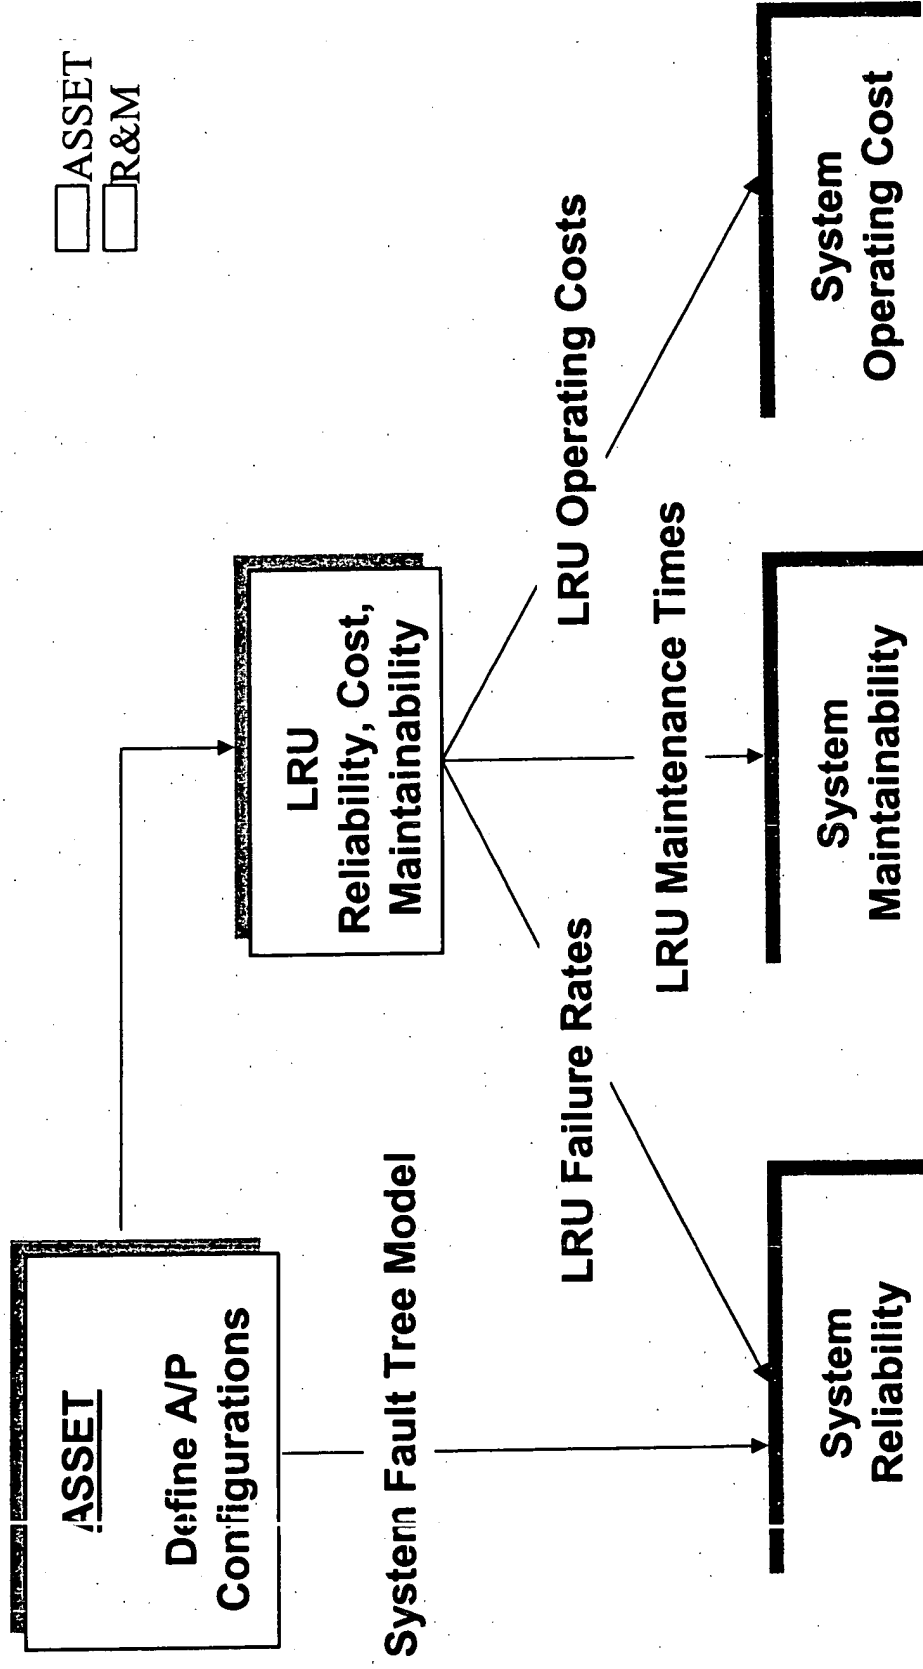 ASSET
R&M
ASSET
Define A/P
Configurations
LRU
Reliability, Cost,
Maintainability
System Fault Tree Model
LRU Failure Rates
LRU Maintenance Times
LRU Operating Costs
System
Reliability
System
Maintainability
System
Operating Cost